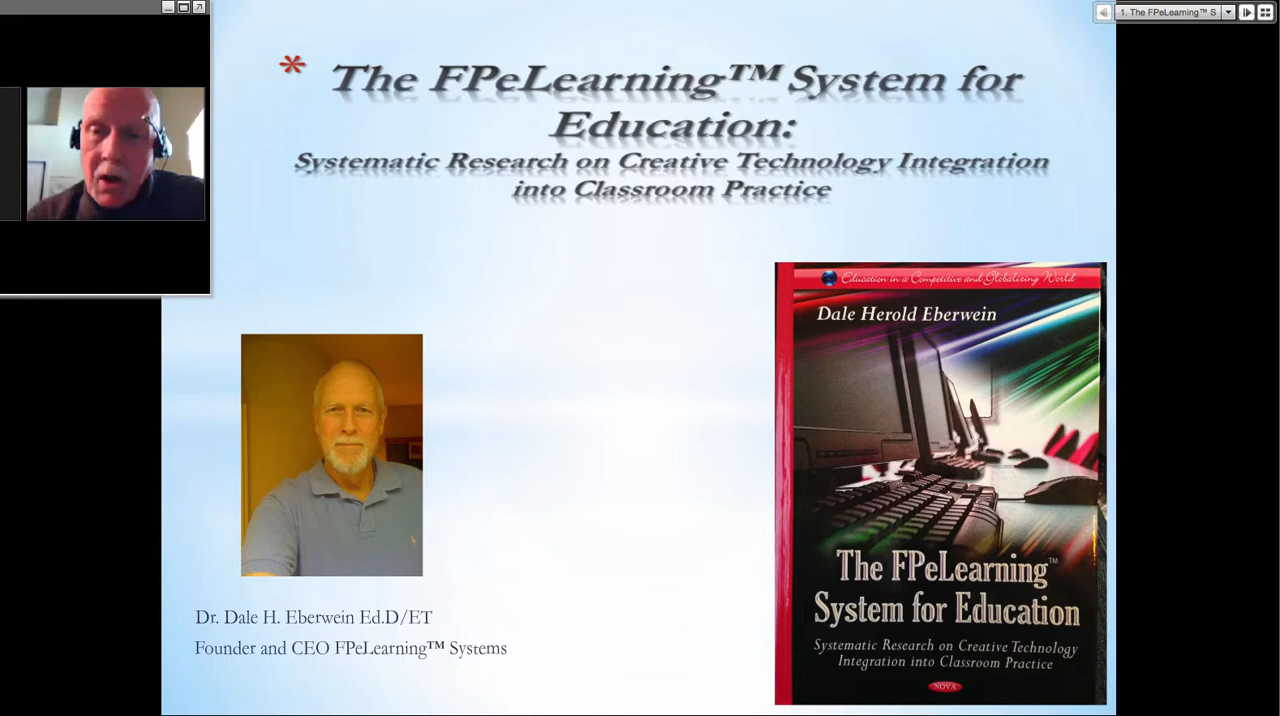 1. The FPeLearning™ S
* The FPeLearning™ System for
Education:
Systematic Research on Creative Technology Integration
into Classroom Practice
Education in a Competitive and Globalizing World
Dale Herold Eberwein
The FPeLearning™
System for Education
Systematic Research on Creative Technology
Integration into Classroom Practice
NOVA
Dr. Dale H. Eberwein Ed.D/ET
Founder and CEO FPeLearning™ Systems